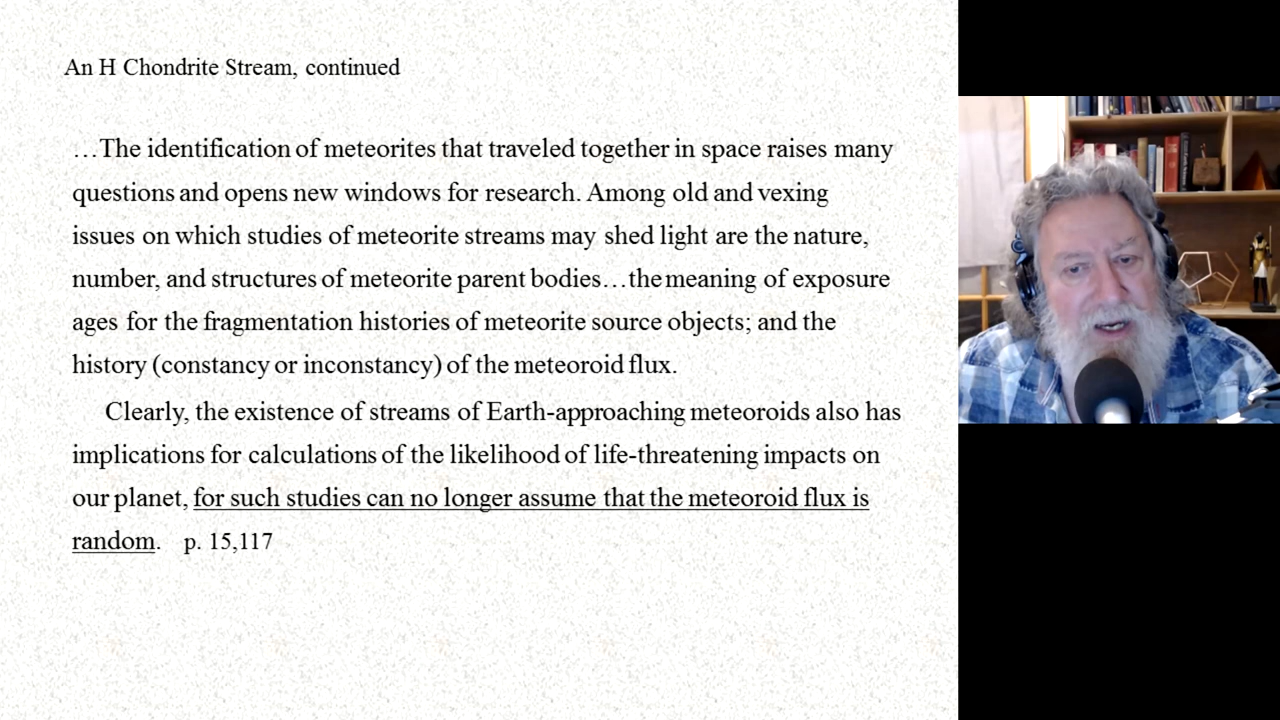 An H Chondrite Stream, continued
…The identification of meteorites that traveled together in space raises many
questions and opens new windows for research. Among old and vexing
issues on which studies of meteorite streams may shed light are the nature,
number, and structures of meteorite parent bodies…the meaning of exposure
ages for the fragmentation histories of meteorite source objects; and the
history (constancy or inconstancy) of the meteoroid flux.
Clearly, the existence of streams of Earth-approaching meteoroids also has
implications for calculations of the likelihood of life-threatening impacts on
our planet, for such studies can no longer assume that the meteoroid flux is
random. p. 15,117